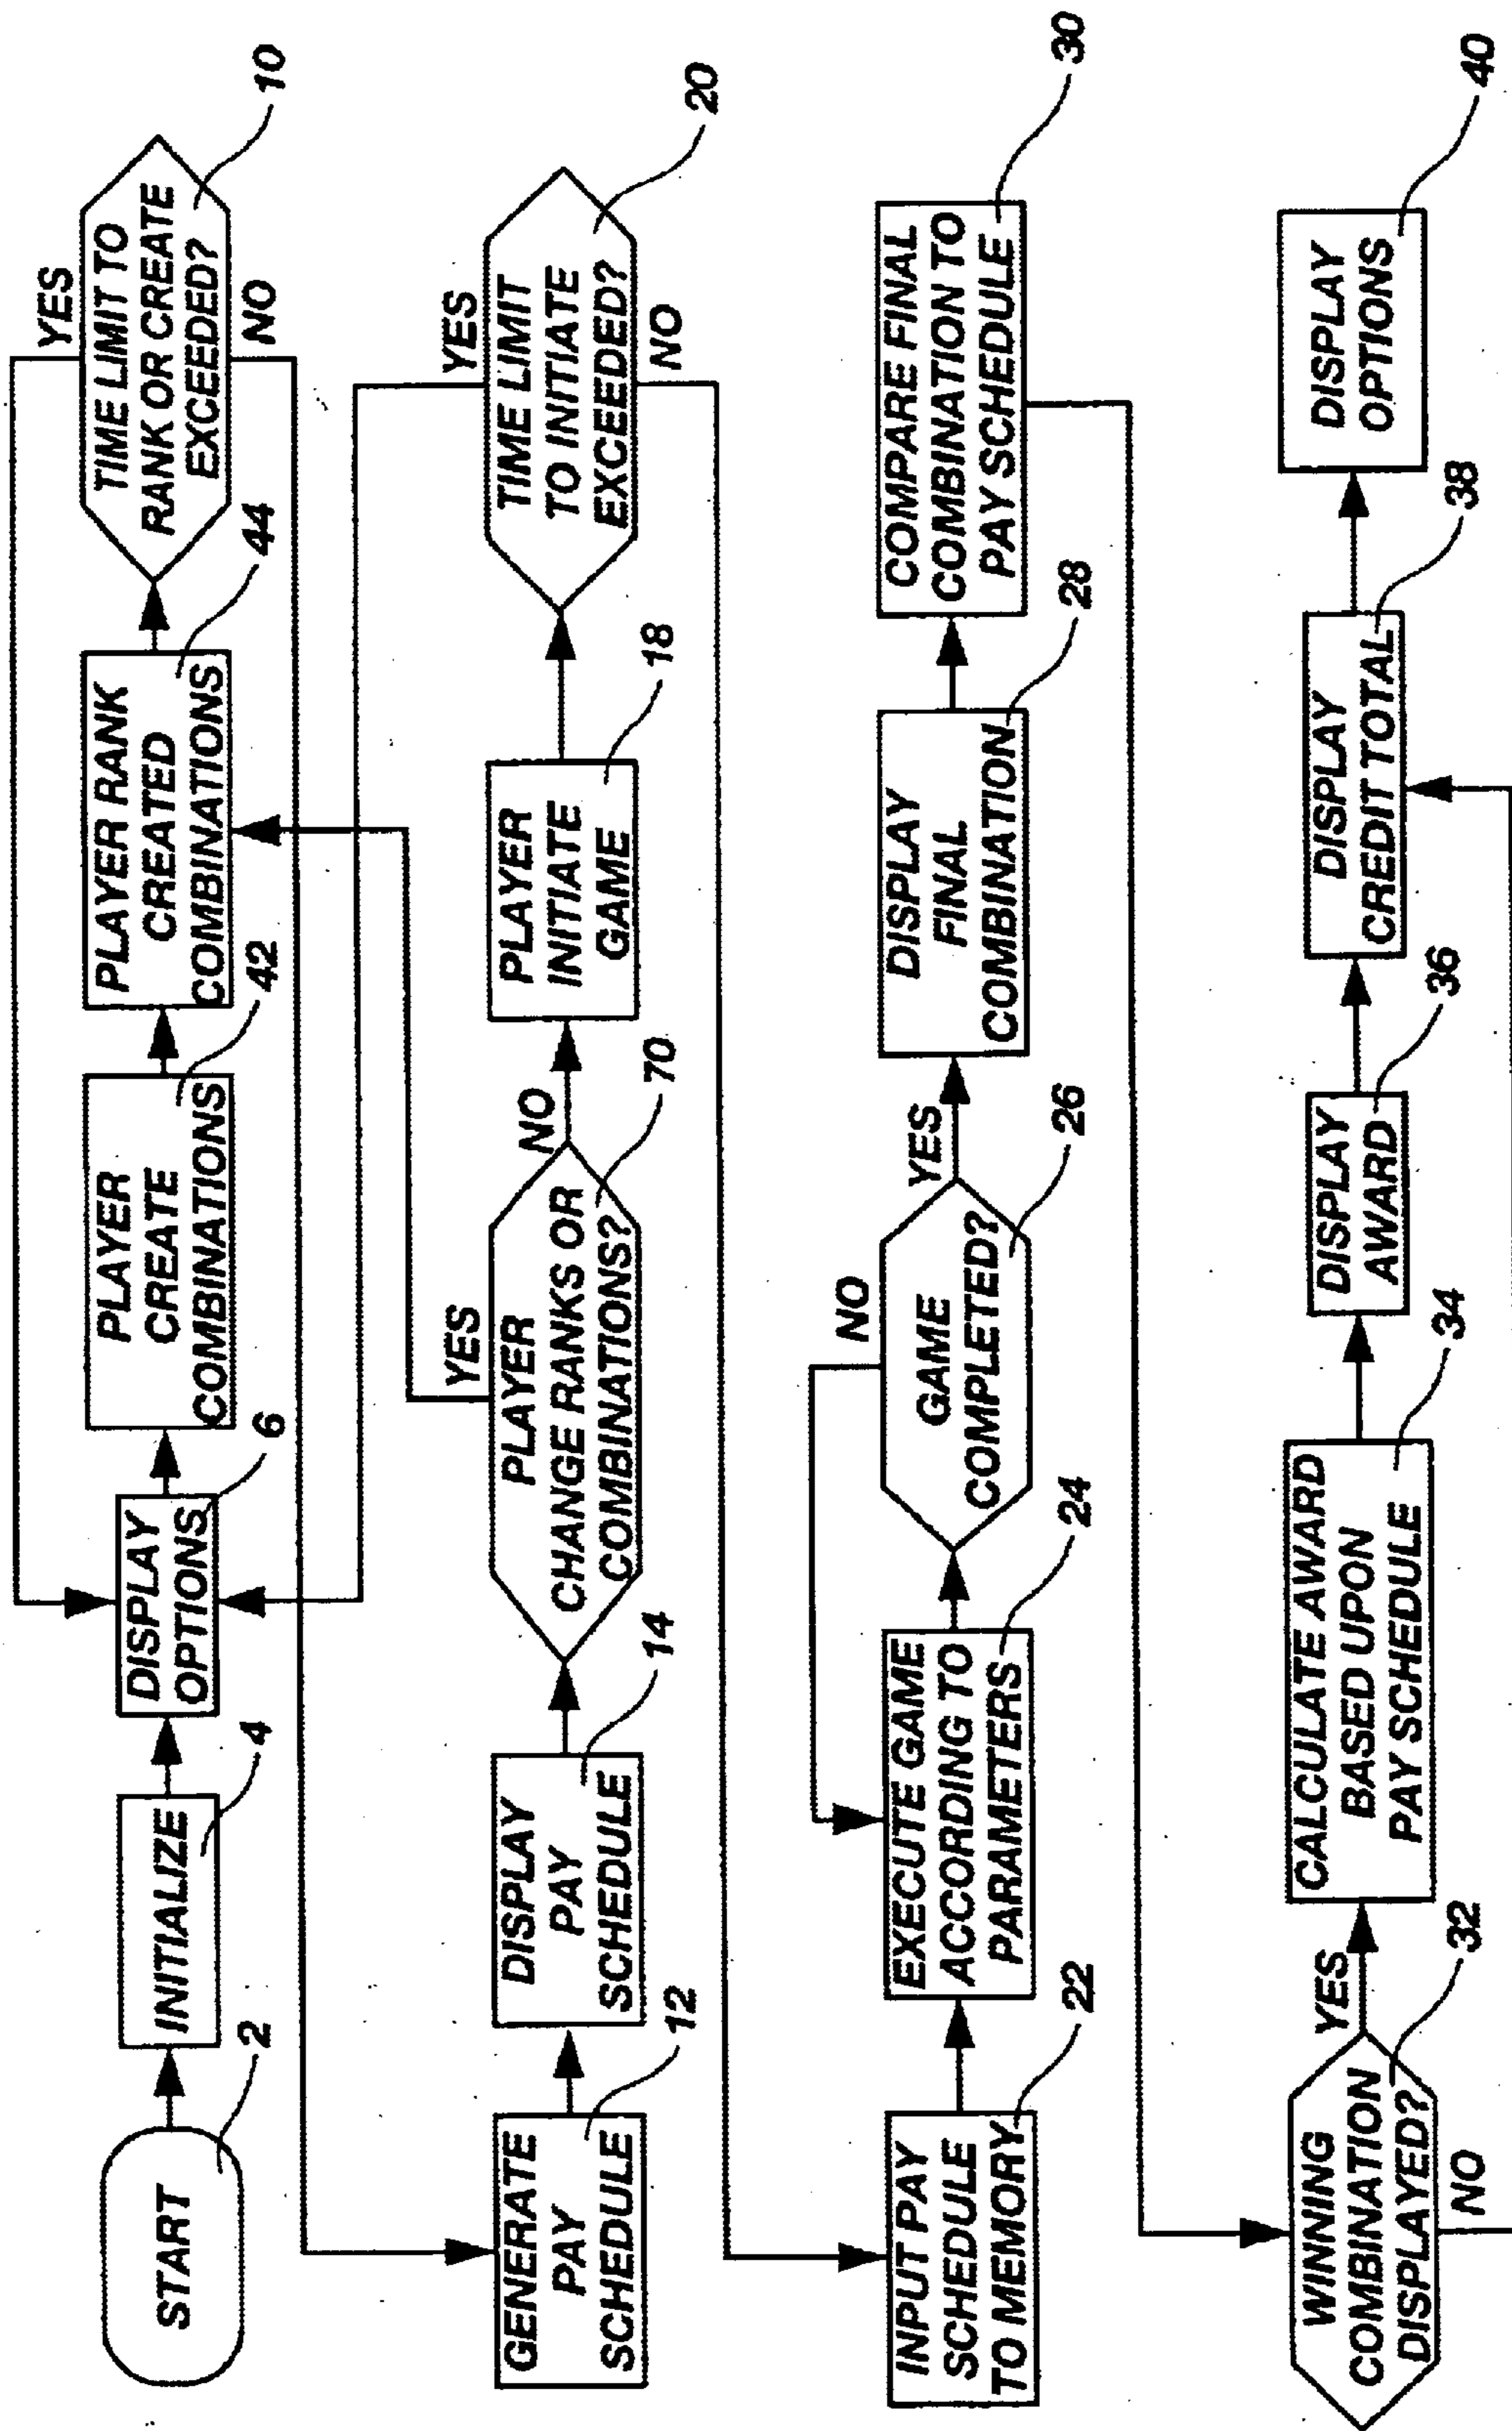 START
2
INITIALIZE
4
DISPLAY
OPTIONS
6
PLAYER
CREATE
COMBINATIONS
42
PLAYER RANK
CREATED
COMBINATIONS
44
TIME LIMIT TO
RANK OR CREATE
EXCEEDED?
10
YES
NO
GENERATE
PAY
SCHEDULE
12
DISPLAY
PAY
SCHEDULE
14
PLAYER
CHANGE RANKS OR
COMBINATIONS?
70
YES
NO
PLAYER
INITIATE
GAME
18
TIME LIMIT
TO INITIATE
EXCEEDED?
20
YES
NO
INPUT PAY
SCHEDULE
TO MEMORY
22
EXECUTE GAME
ACCORDING TO
PARAMETERS
24
GAME
COMPLETED?
26
NO
YES
DISPLAY
FINAL
COMBINATION
28
COMPARE FINAL
COMBINATION TO
PAY SCHEDULE
30
WINNING
COMBINATION
DISPLAYED?
32
YES
NO
CALCULATE AWARD
BASED UPON
PAY SCHEDULE
34
DISPLAY
AWARD
36
DISPLAY
CREDIT TOTAL
38
DISPLAY
OPTIONS
40